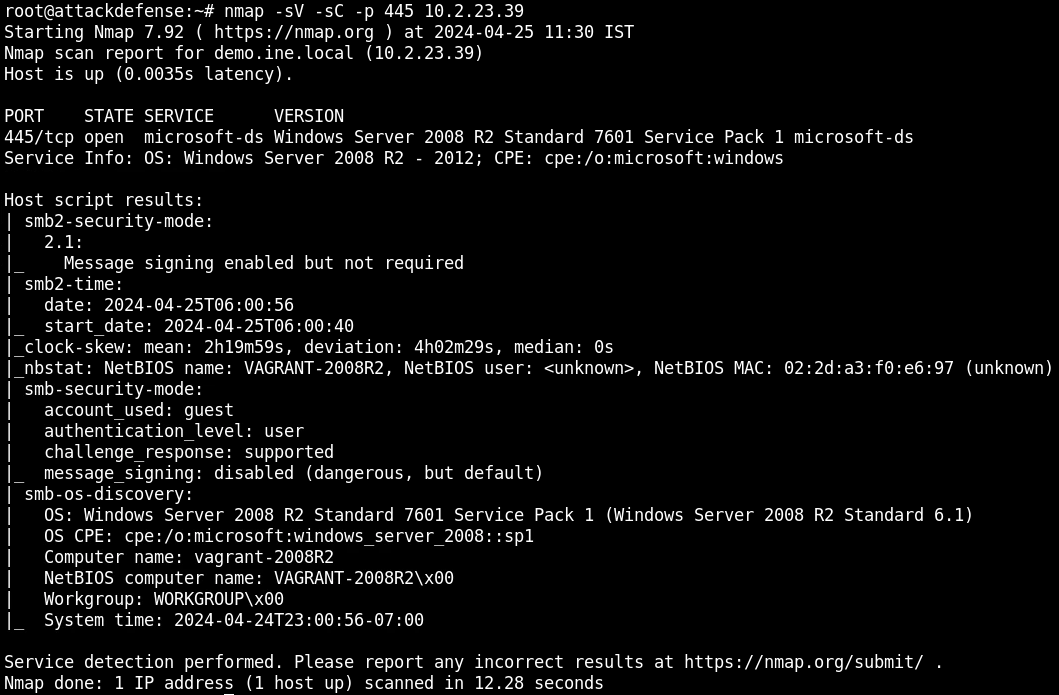 root@attackdefense:~# nmap -sV -sC -p 445 10.2.23.39
Starting Nmap 7.92 ( https://nmap.org ) at 2024-04-25 11:30 IST
Nmap scan report for demo.ine.local (10.2.23.39)
Host is up (0.0035s latency).

PORT    STATE SERVICE      VERSION
445/tcp open  microsoft-ds Windows Server 2008 R2 Standard 7601 Service Pack 1 microsoft-ds
Service Info: OS: Windows Server 2008 R2 - 2012; CPE: cpe:/o:microsoft:windows

Host script results:
| smb2-security-mode:
|   2.1:
|_    Message signing enabled but not required
| smb2-time:
|   date: 2024-04-25T06:00:56
|_  start_date: 2024-04-25T06:00:40
|_clock-skew: mean: 2h19m59s, deviation: 4h02m29s, median: 0s
|_nbstat: NetBIOS name: VAGRANT-2008R2, NetBIOS user: <unknown>, NetBIOS MAC: 02:2d:a3:f0:e6:97 (unknown)
| smb-security-mode:
|   account_used: guest
|   authentication_level: user
|   challenge_response: supported
|_  message_signing: disabled (dangerous, but default)
| smb-os-discovery:
|   OS: Windows Server 2008 R2 Standard 7601 Service Pack 1 (Windows Server 2008 R2 Standard 6.1)
|   OS CPE: cpe:/o:microsoft:windows_server_2008::sp1
|   Computer name: vagrant-2008R2
|   NetBIOS computer name: VAGRANT-2008R2\x00
|   Workgroup: WORKGROUP\x00
|_  System time: 2024-04-24T23:00:56-07:00

Service detection performed. Please report any incorrect results at https://nmap.org/submit/ .
Nmap done: 1 IP address (1 host up) scanned in 12.28 seconds